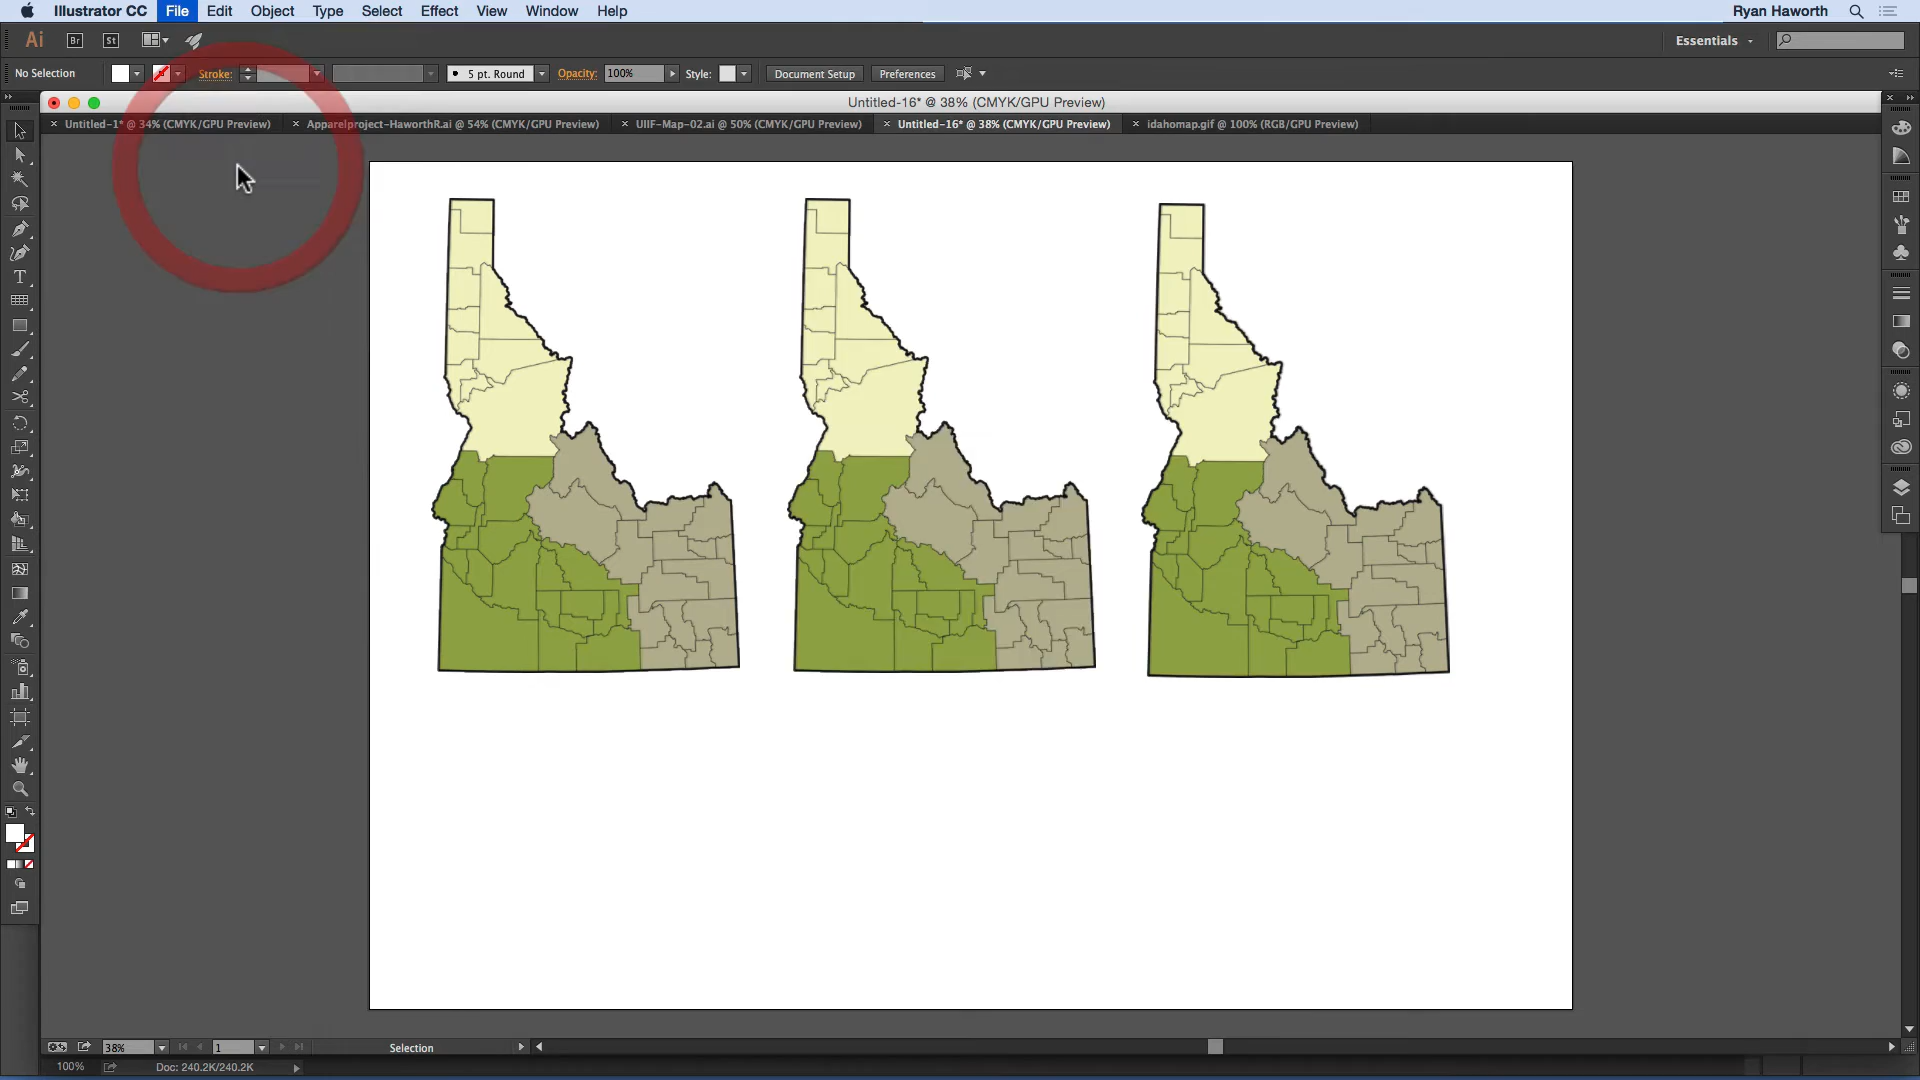 Illustrator CC File Edit Object Type Select Effect View Window Help Ryan Haworth
Ai Br St Essentials
No Selection Stroke: 5 pt. Round Opacity: 100% Style: Document Setup Preferences
Untitled-16* @ 38% (CMYK/GPU Preview)
Untitled-1* @ 34% (CMYK/GPU Preview) Apparelproject-HaworthR.ai @ 54% (CMYK/GPU Preview) UIIF-Map-02.ai @ 50% (CMYK/GPU Preview) Untitled-16* @ 38% (CMYK/GPU Preview) idahomap.gif @ 100% (RGB/GPU Preview)
T
38% 1 Selection
100% Doc: 240.2K/240.2K